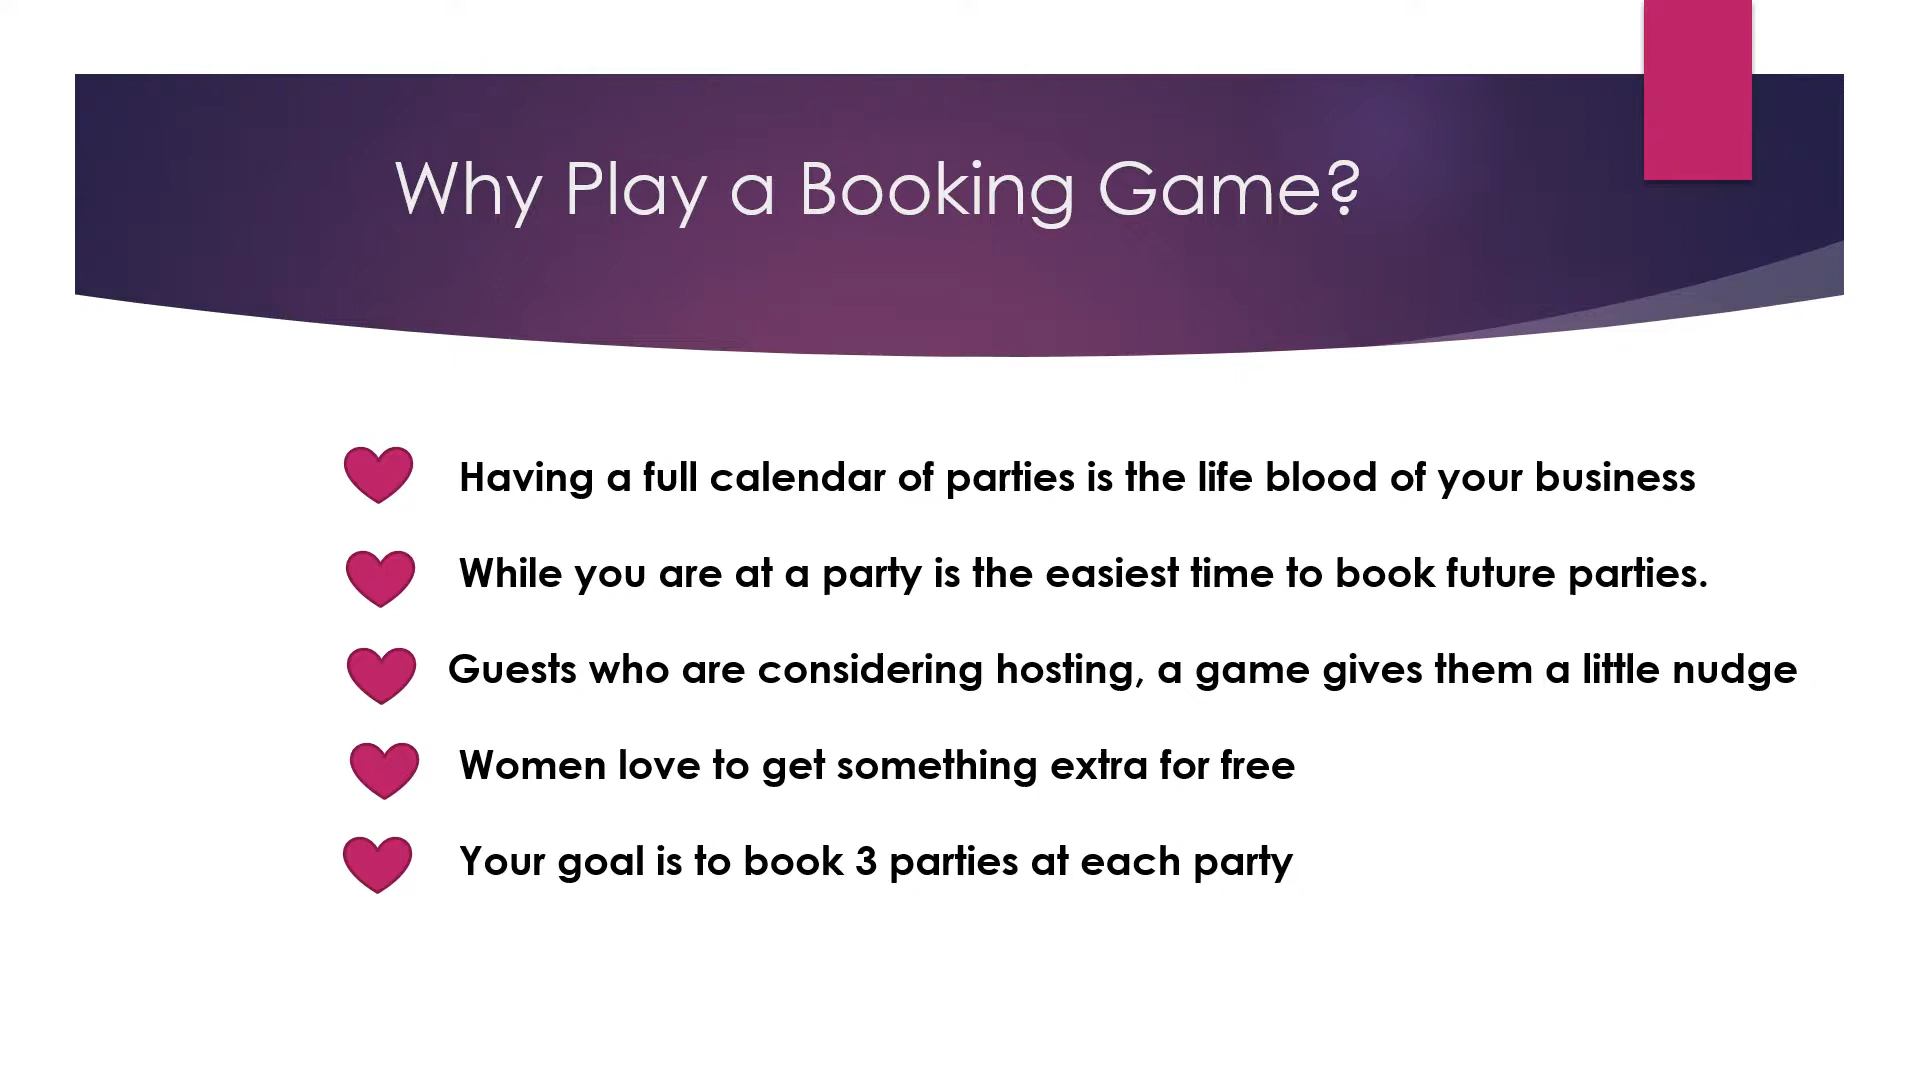 Why Play a Booking Game?
Having a full calendar of parties is the life blood of your business
While you are at a party is the easiest time to book future parties.
Guests who are considering hosting, a game gives them a little nudge
Women love to get something extra for free
Your goal is to book 3 parties at each party